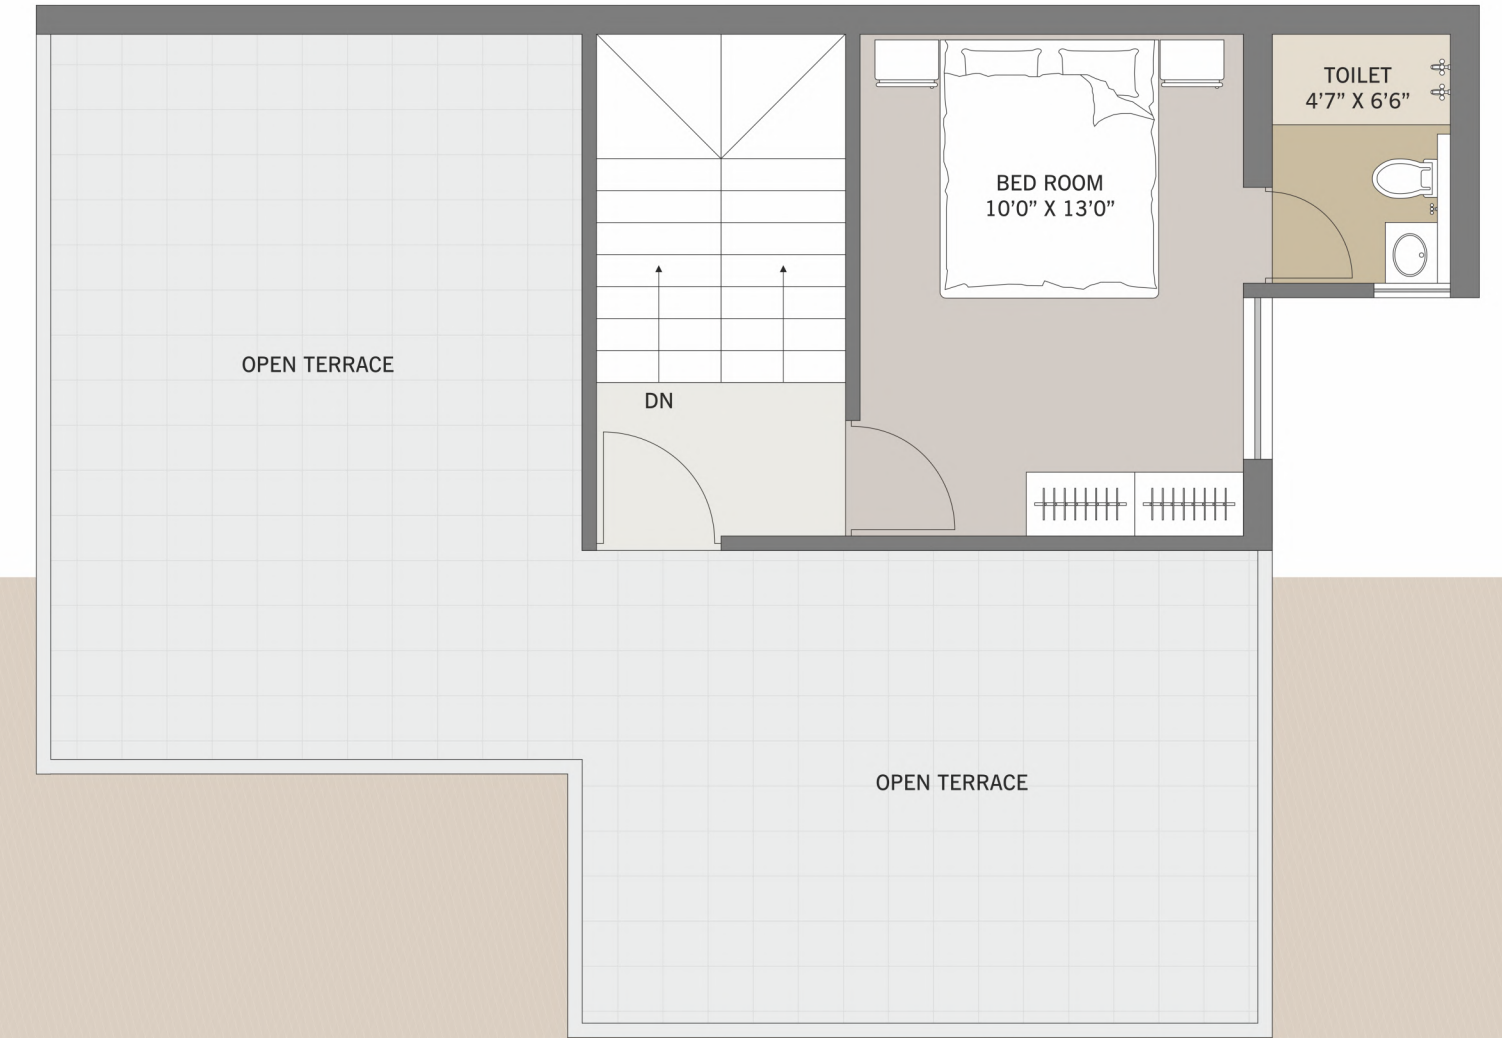 TOILET
4’7” X 6’6”
BED ROOM
10’0” X 13’0”
OPEN TERRACE
DN
OPEN TERRACE